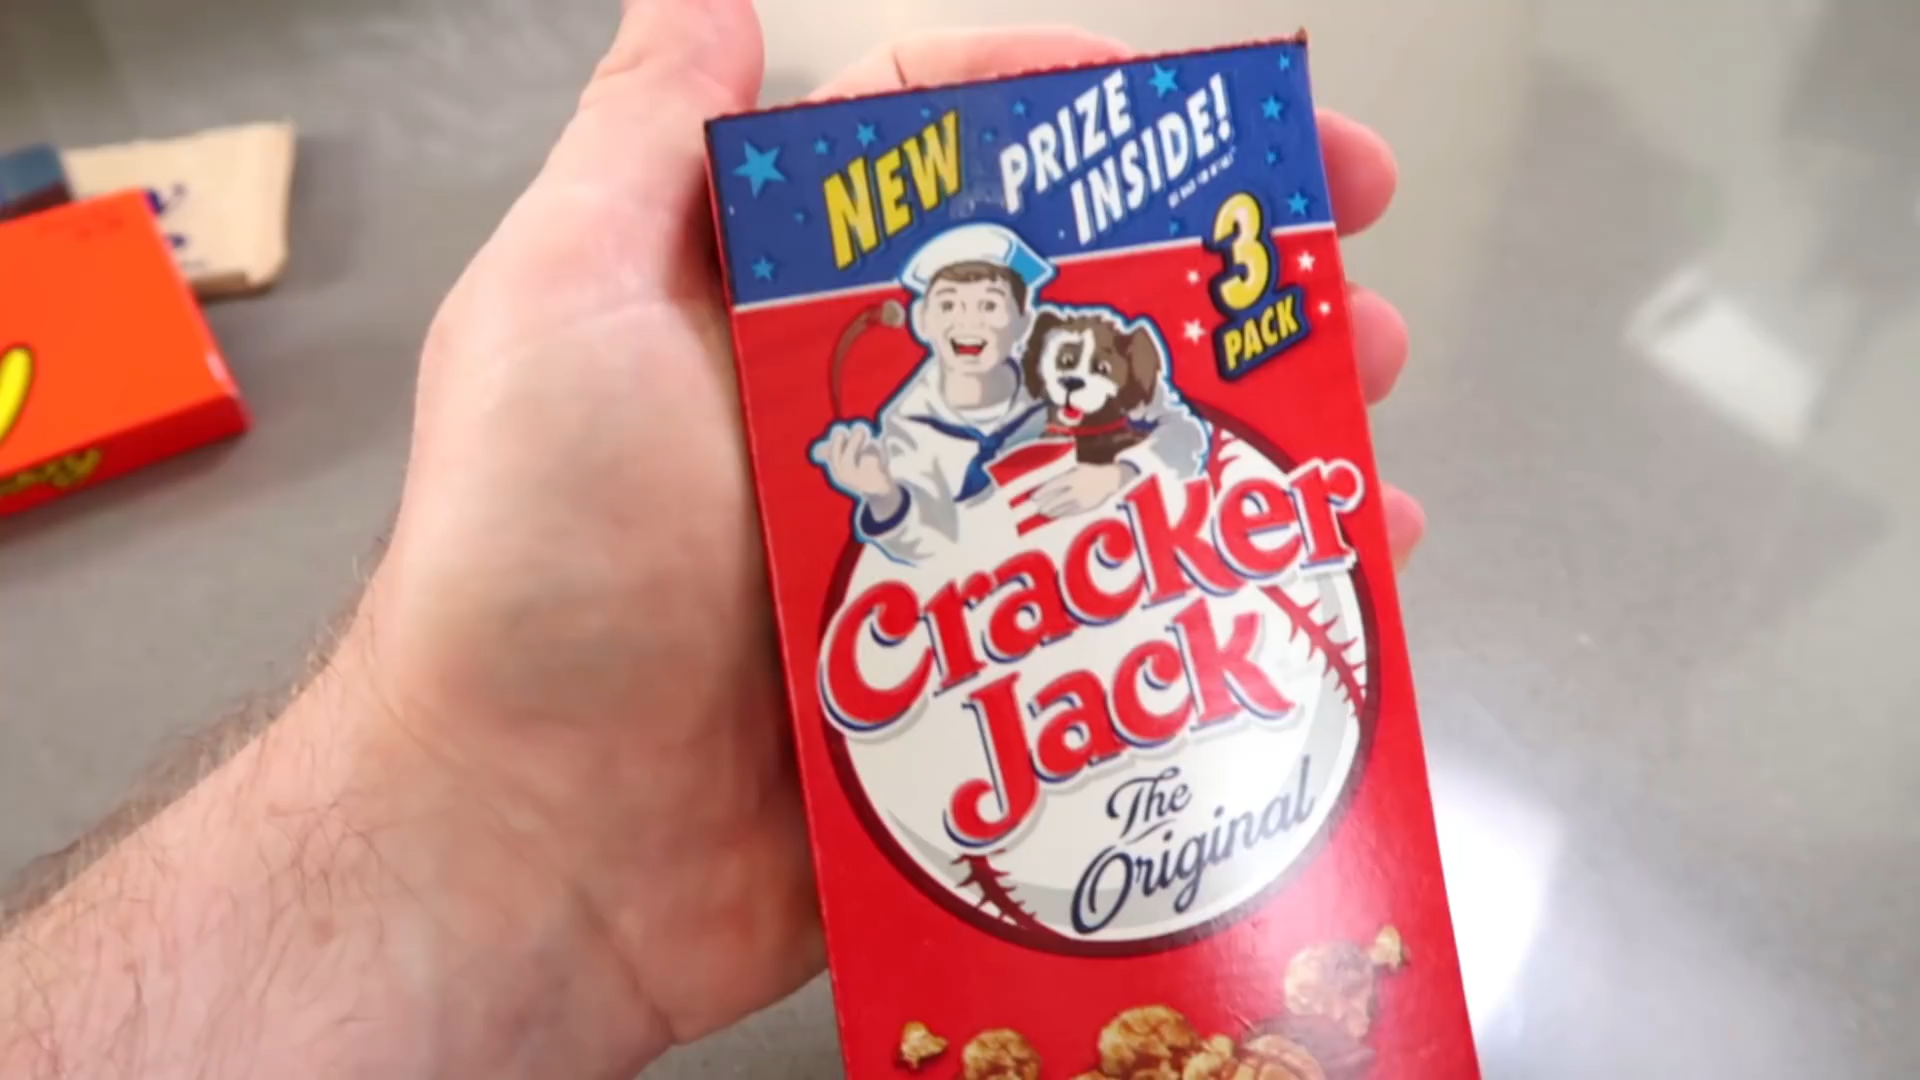 NEW PRIZE
INSIDE!
3
PACK
Cracker
Jack
The
Original